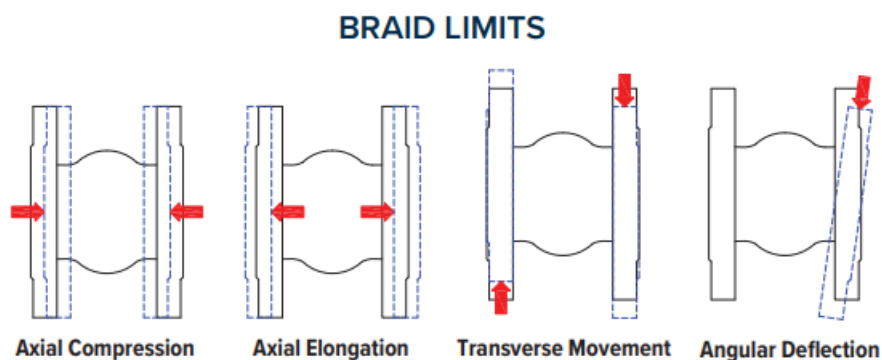 BRAID LIMITS
Axial Compression
Axial Elongation
Transverse Movement
Angular Deflection